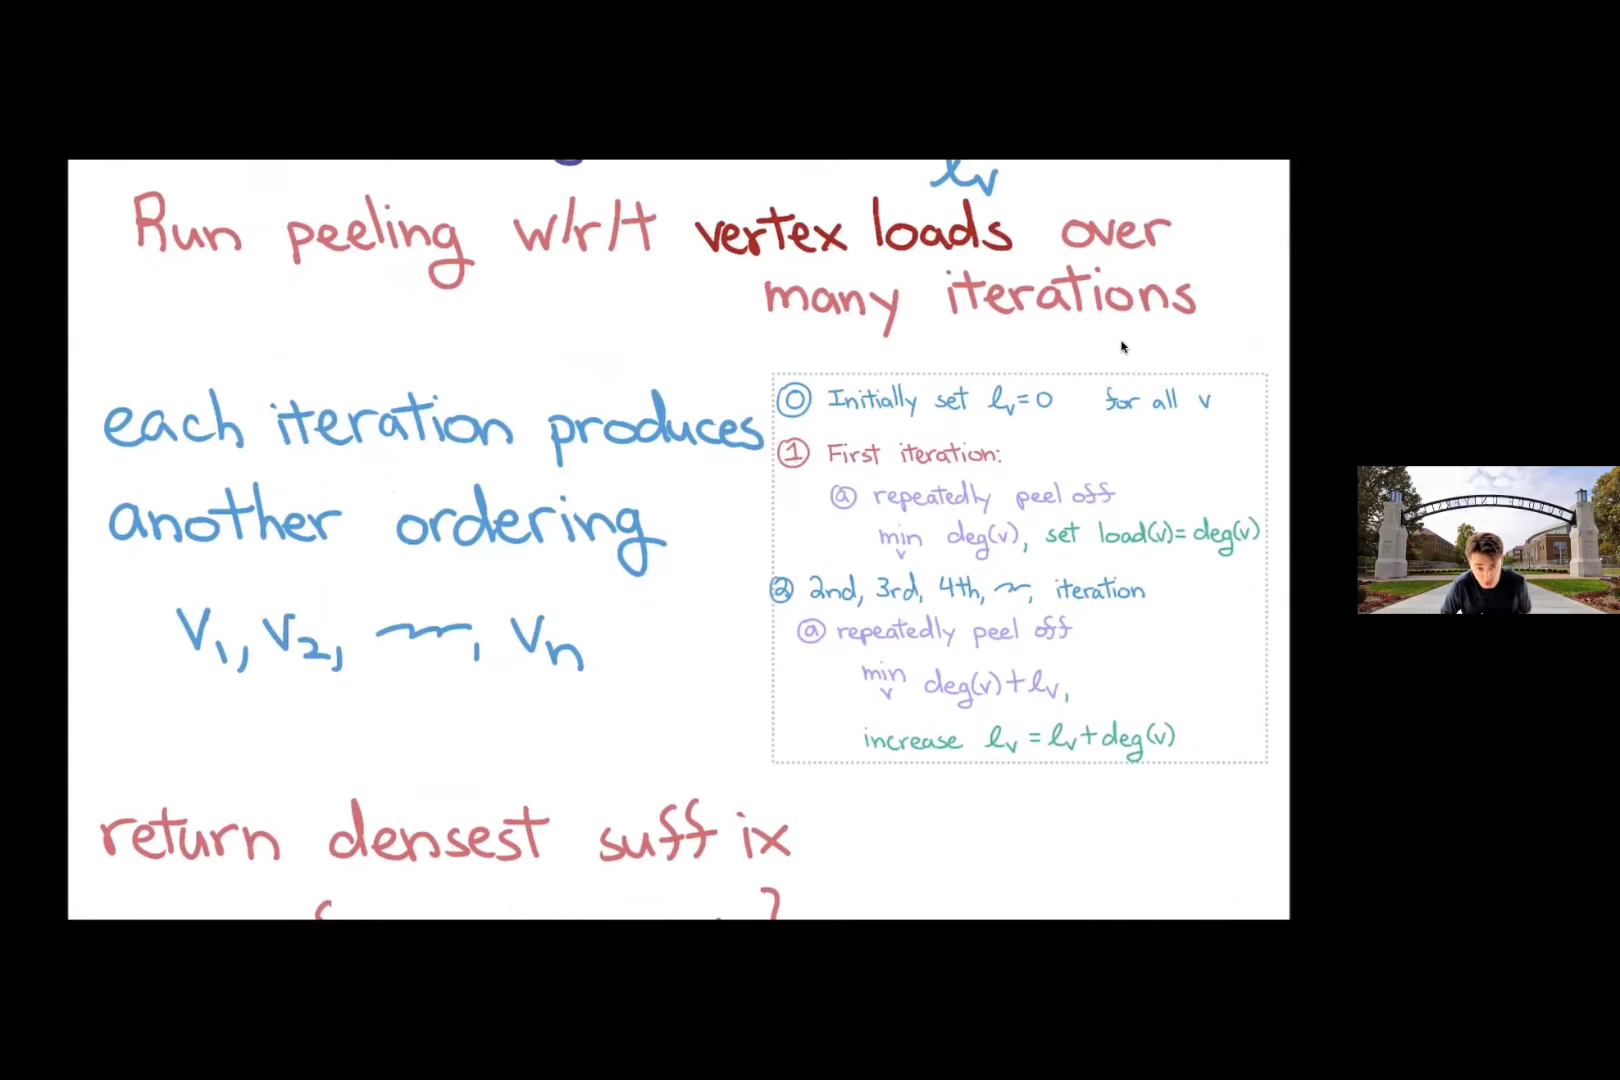 ℓv
Run peeling w/r/t vertex loads over
many iterations
each iteration produces
another ordering
v1, v2, ~, vn
return densest suffix
⓪ Initially set ℓv=0 for all v
① First iteration:
ⓐ repeatedly peel off
min v deg(v), set load(v)=deg(v)
② 2nd, 3rd, 4th, ~, iteration
ⓐ repeatedly peel off
min v deg(v)+ℓv,
increase ℓv=ℓv+deg(v)